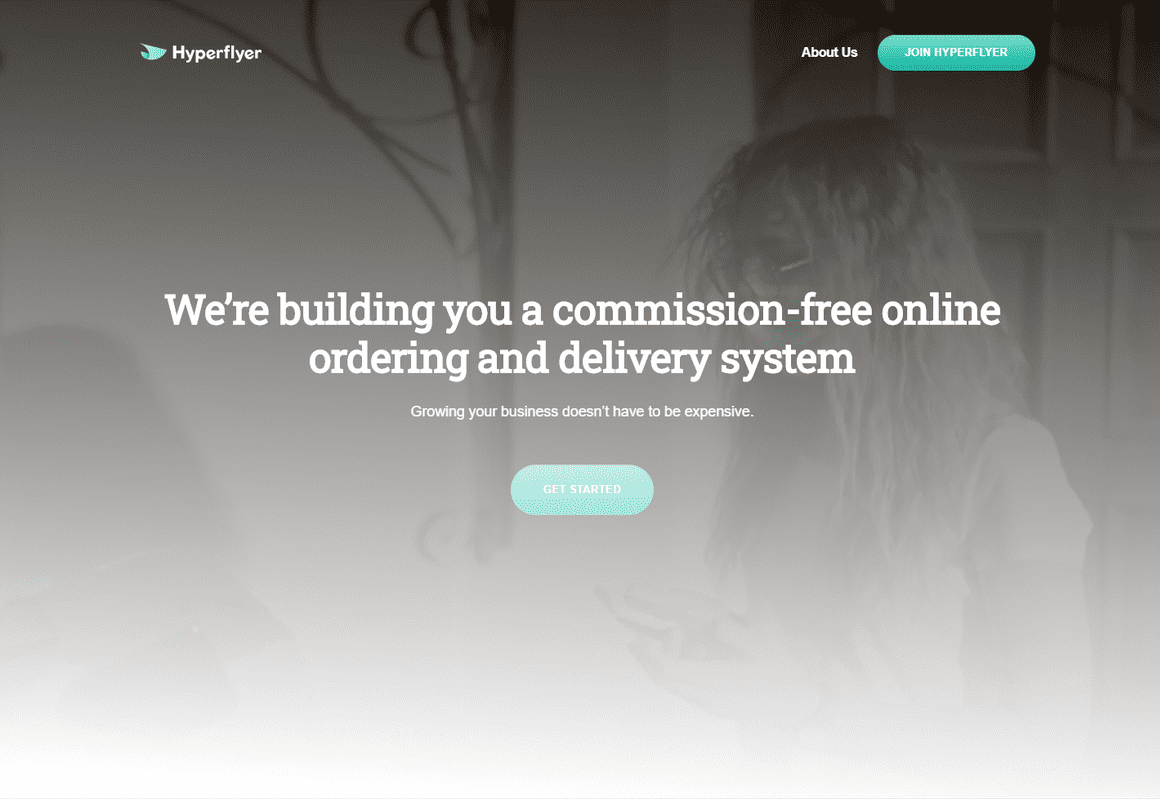 Hyperflyer
About Us
JOIN HYPERFLYER
We’re building you a commission-free online
ordering and delivery system
Growing your business doesn’t have to be expensive.
GET STARTED